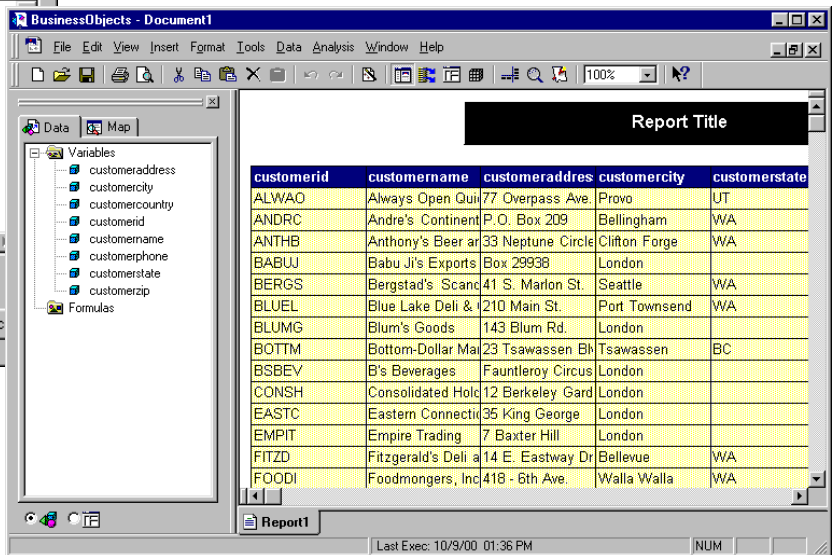 BusinessObjects - Document1
File Edit View Insert Format Tools Data Analysis Window Help
100%
Data Map
Variables
customeraddress
customercity
customercountry
customerid
customername
customerphone
customerstate
customerzip
Formulas
Report Title
customerid customername customeraddres customercity customerstate
ALWAO Always Open Qui 77 Overpass Ave. Provo UT
ANDRC Andre's Continent P.O. Box 209 Bellingham WA
ANTHB Anthony's Beer ar 33 Neptune Circle Clifton Forge WA
BABUJ Babu Ji's Exports Box 29938 London
BERGS Bergstad's Scand 41 S. Marlon St. Seattle WA
BLUEL Blue Lake Deli & 210 Main St. Port Townsend WA
BLUMG Blum's Goods 143 Blum Rd. London
BOTTM Bottom-Dollar Mar 23 Tsawassen Bl Tsawassen BC
BSBEV B's Beverages Fauntleroy Circus London
CONSH Consolidated Hold 12 Berkeley Gard London
EASTC Eastern Connectio 35 King George London
EMPIT Empire Trading 7 Baxter Hill London
FITZD Fitzgerald's Deli a 14 E. Eastway Dr Bellevue WA
FOODI Foodmongers, Inc 418 - 6th Ave. Walla Walla WA
Report1
Last Exec: 10/9/00 01:36 PM NUM